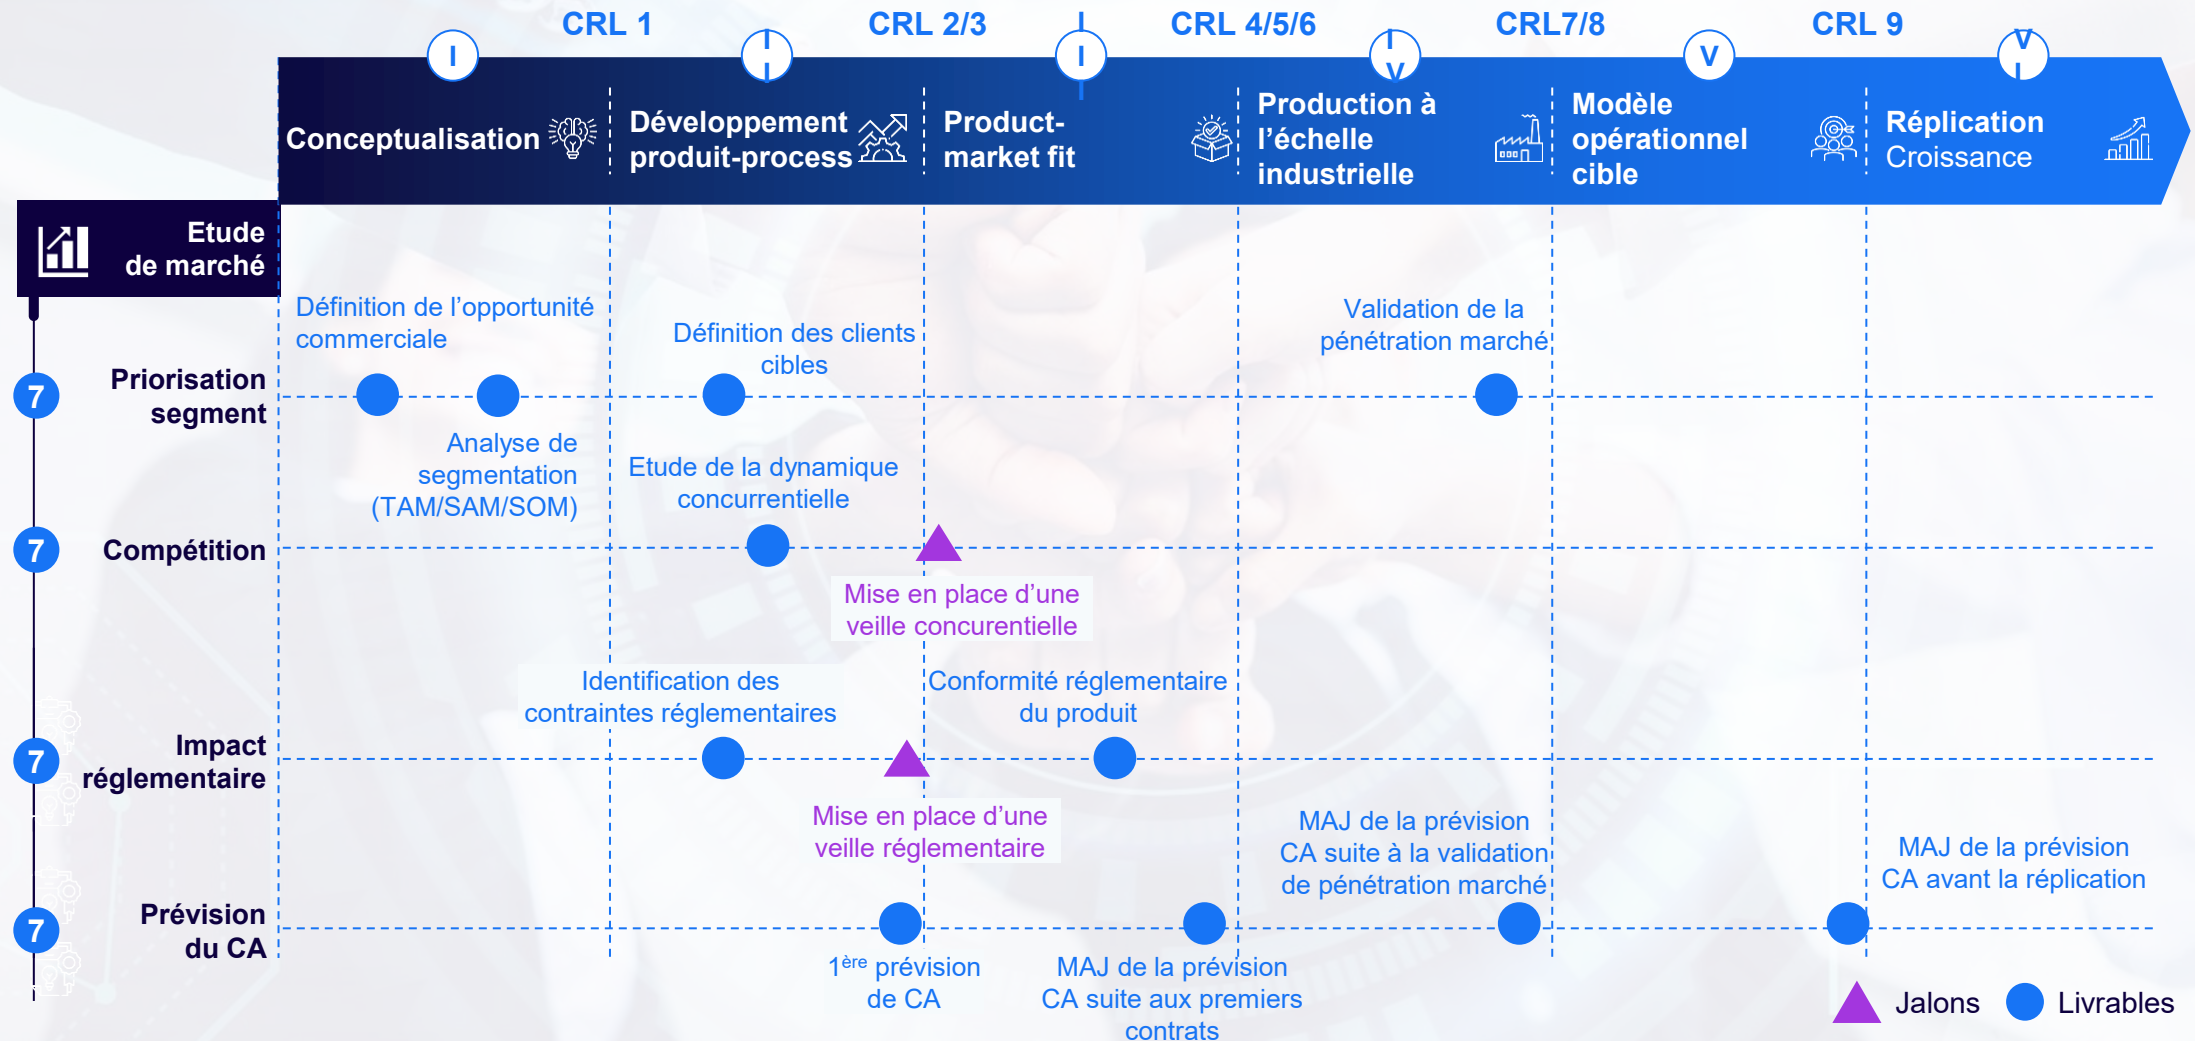 CRL 1
CRL 2/3
CRL 4/5/6
CRL7/8
CRL 9
I
II
III
IV
V
VI
Conceptualisation
Développement
produit-process
Product-
market fit
Production à
l’échelle
industrielle
Modèle
opérationnel
cible
Réplication
Croissance
Etude
de marché
Définition de l’opportunité
commerciale
Définition des clients
cibles
Validation de la
pénétration marché
7
Priorisation
segment
Analyse de
segmentation
(TAM/SAM/SOM)
Etude de la dynamique
concurrentielle
7
Compétition
Mise en place d’une
veille concurentielle
Identification des
contraintes réglementaires
Conformité réglementaire
du produit
7
Impact
réglementaire
Mise en place d’une
veille réglementaire
MAJ de la prévision
CA suite à la validation
de pénétration marché
MAJ de la prévision
CA avant la réplication
7
Prévision
du CA
1ère prévision
de CA
MAJ de la prévision
CA suite aux premiers
contrats
Jalons
Livrables